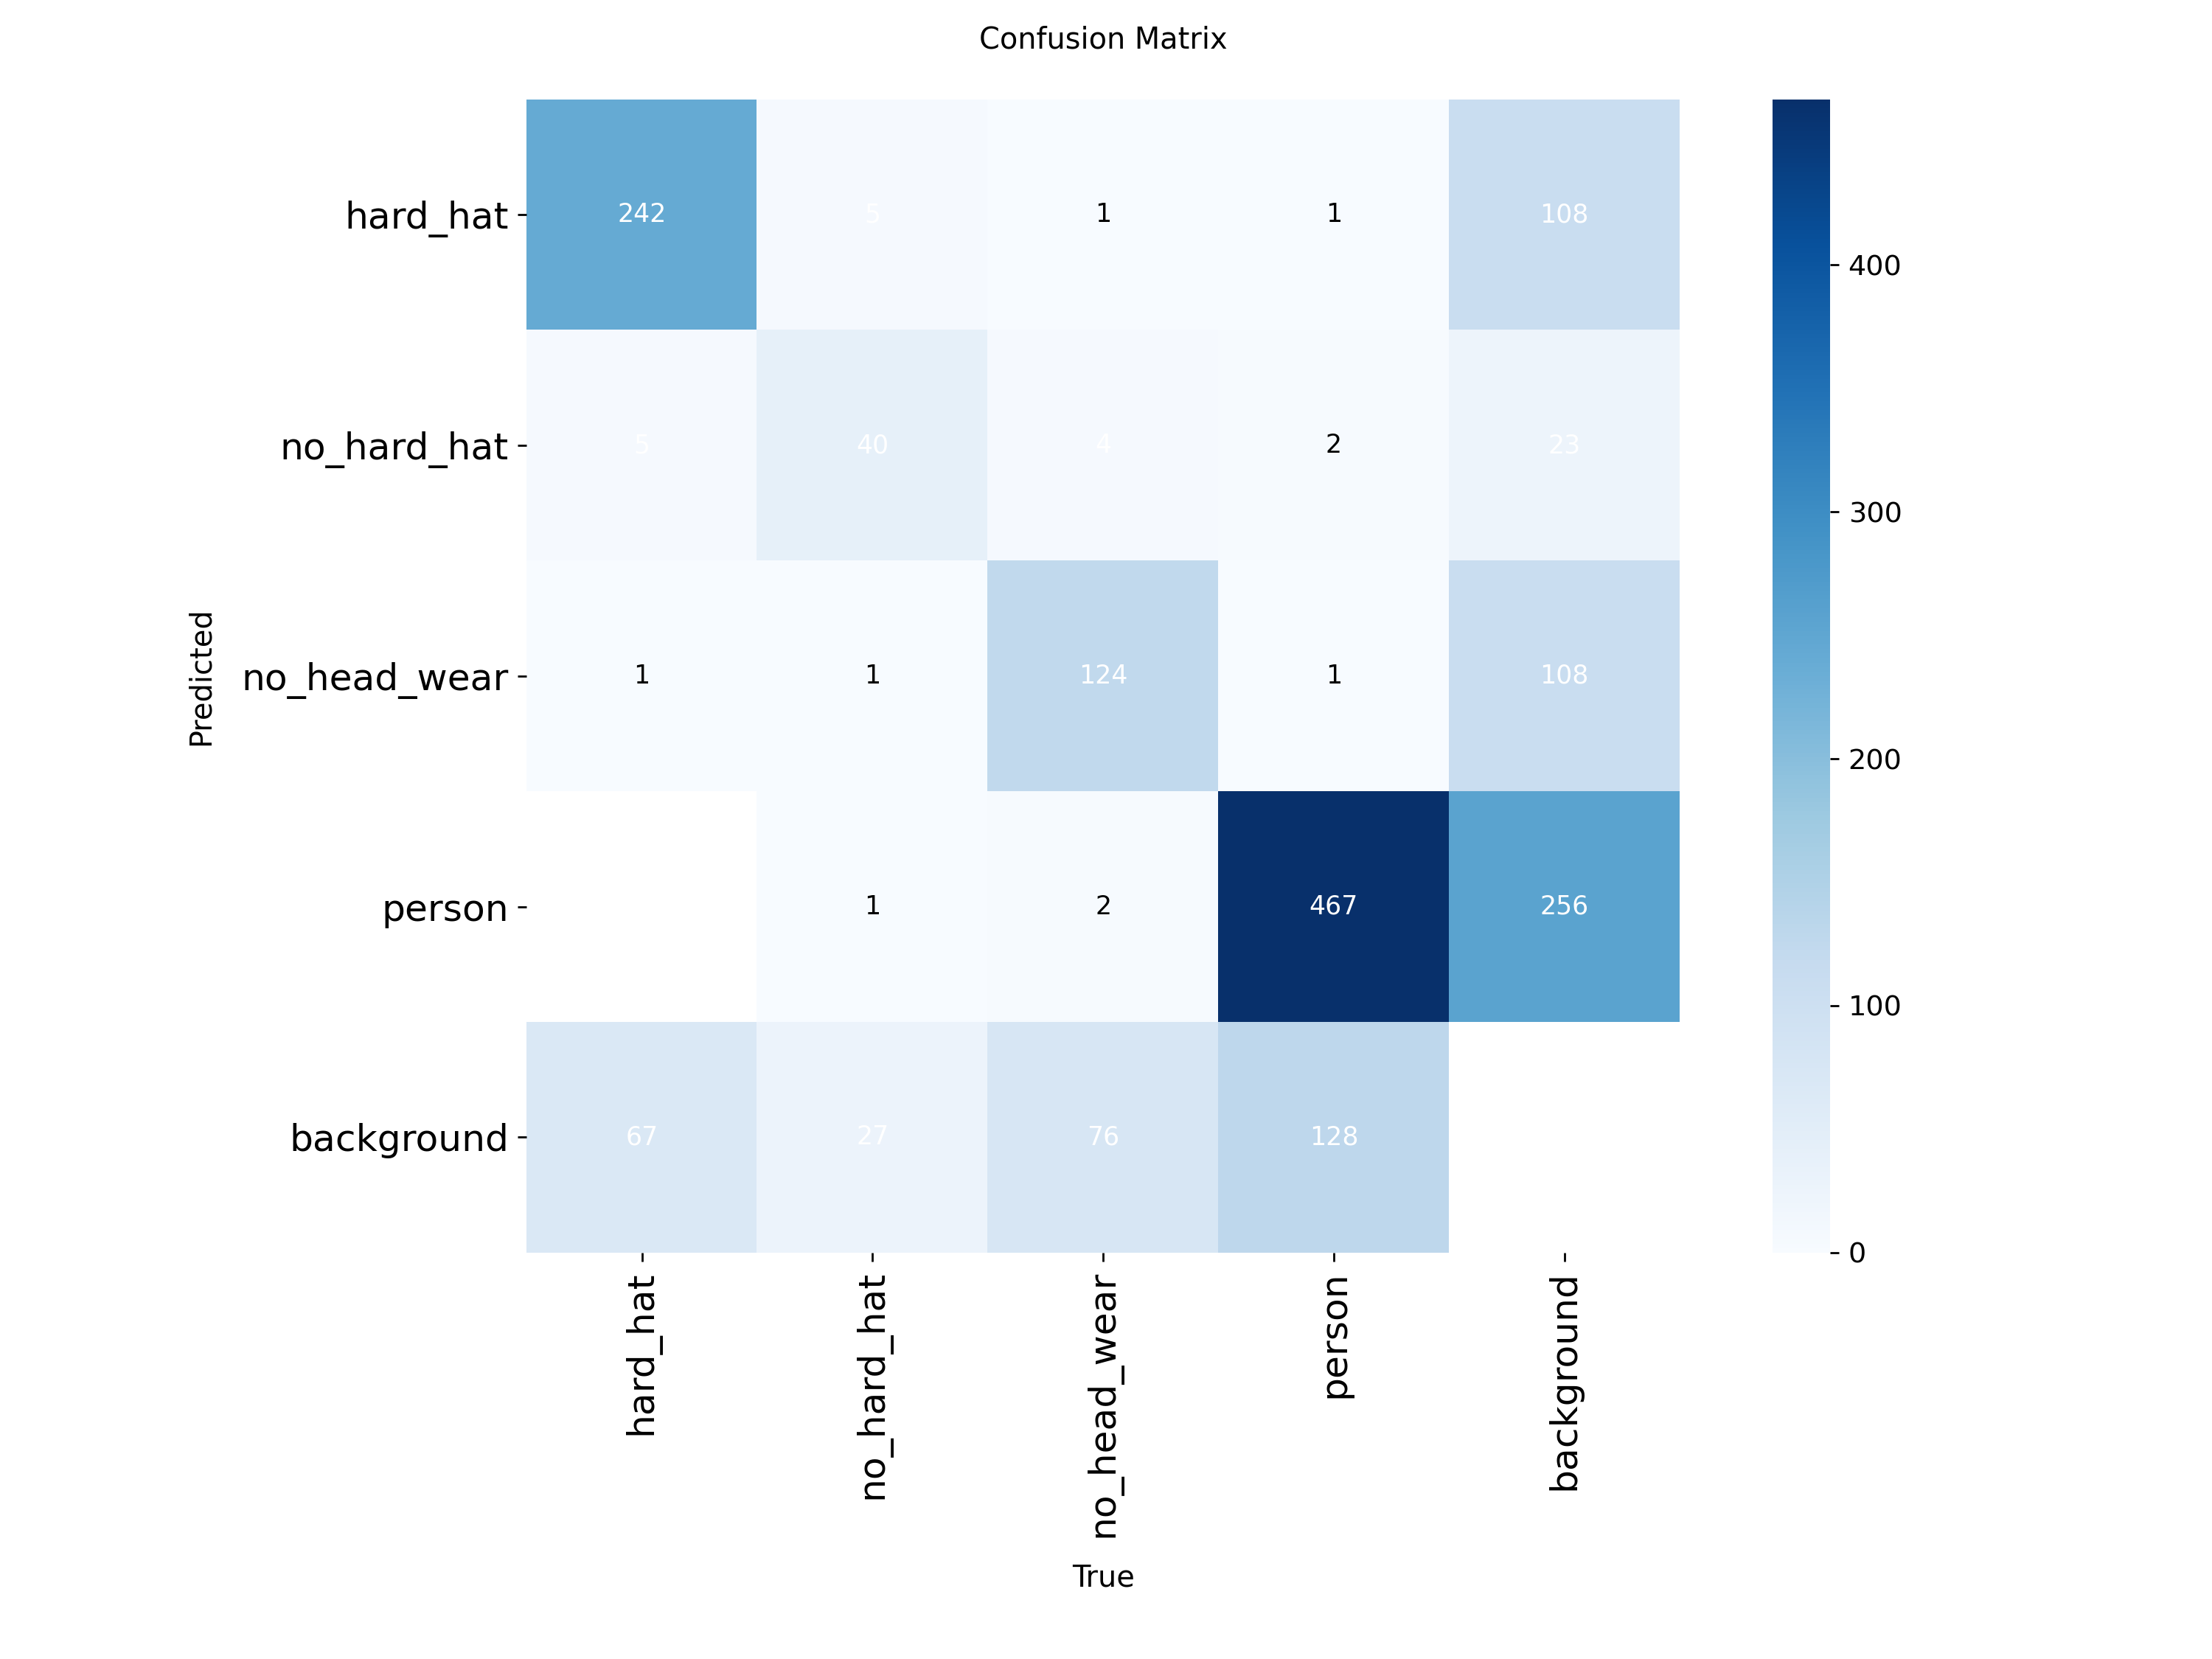 Confusion Matrix
hard_hat 242 5 1 1 108
no_hard_hat 5 40 4 2 23
no_head_wear 1 1 124 1 108
person 1 2 467 256
background 67 27 76 128
Predicted
hard_hat
no_hard_hat
no_head_wear
person
background
True
400
300
200
100
0